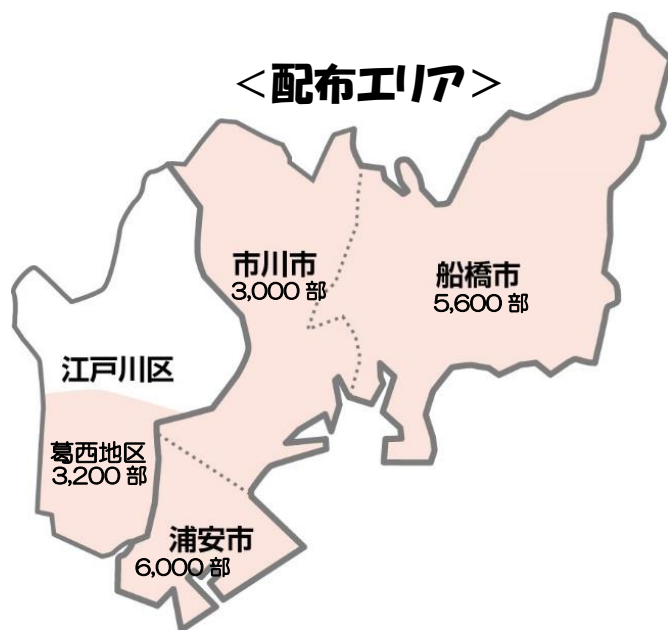 ＜配布エリア＞
市川市
3,000 部
船橋市
5,600 部
江戸川区
葛西地区
3,200 部
浦安市
6,000 部